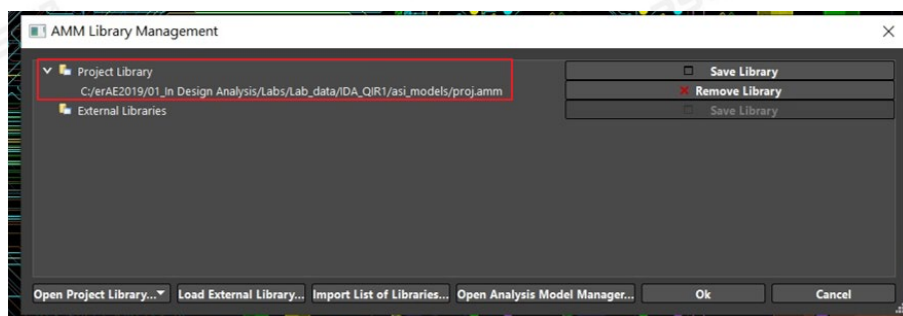 AMM Library Management
Project Library
Save Library
C:/erAE2019/01_In Design Analysis/Labs/Lab_data/IDA_QIR1/asi_models/proj.amm
Remove Library
External Libraries
Save Library
Open Project Library... Load External Library... Import List of Libraries... Open Analysis Model Manager... Ok Cancel